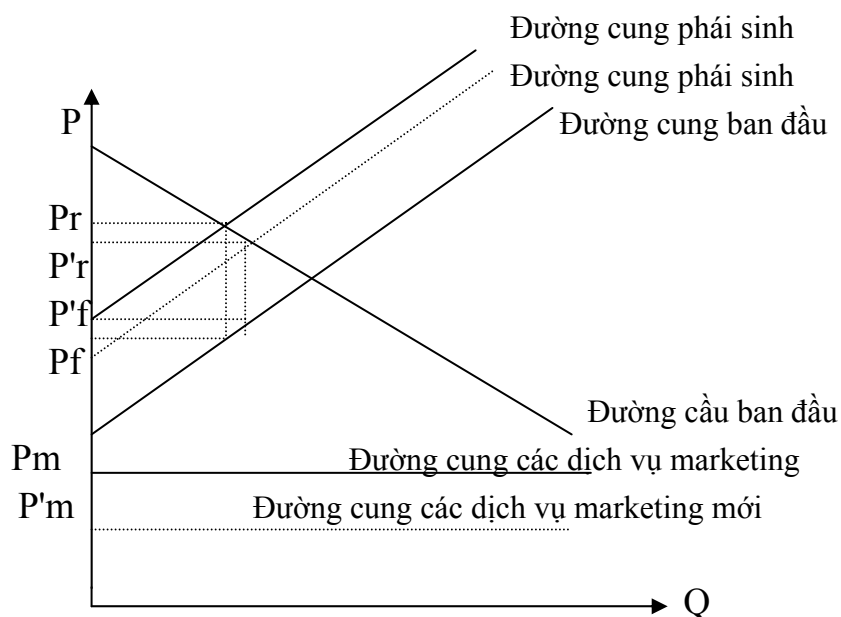 Đường cung phái sinh
Đường cung phái sinh
P
Đường cung ban đầu
Pr
P'r
P'f
Pf
Đường cầu ban đầu
Pm
Đường cung các dịch vụ marketing
P'm
Đường cung các dịch vụ marketing mới
Q